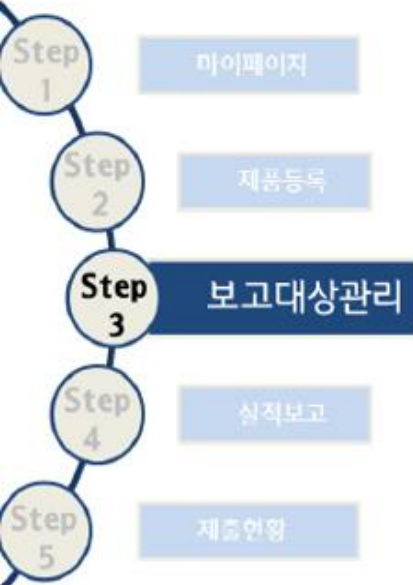 Step
1
마이페이지
Step
2
제품등록
Step
3
보고대상관리
Step
4
실적보고
Step
5
제출현황